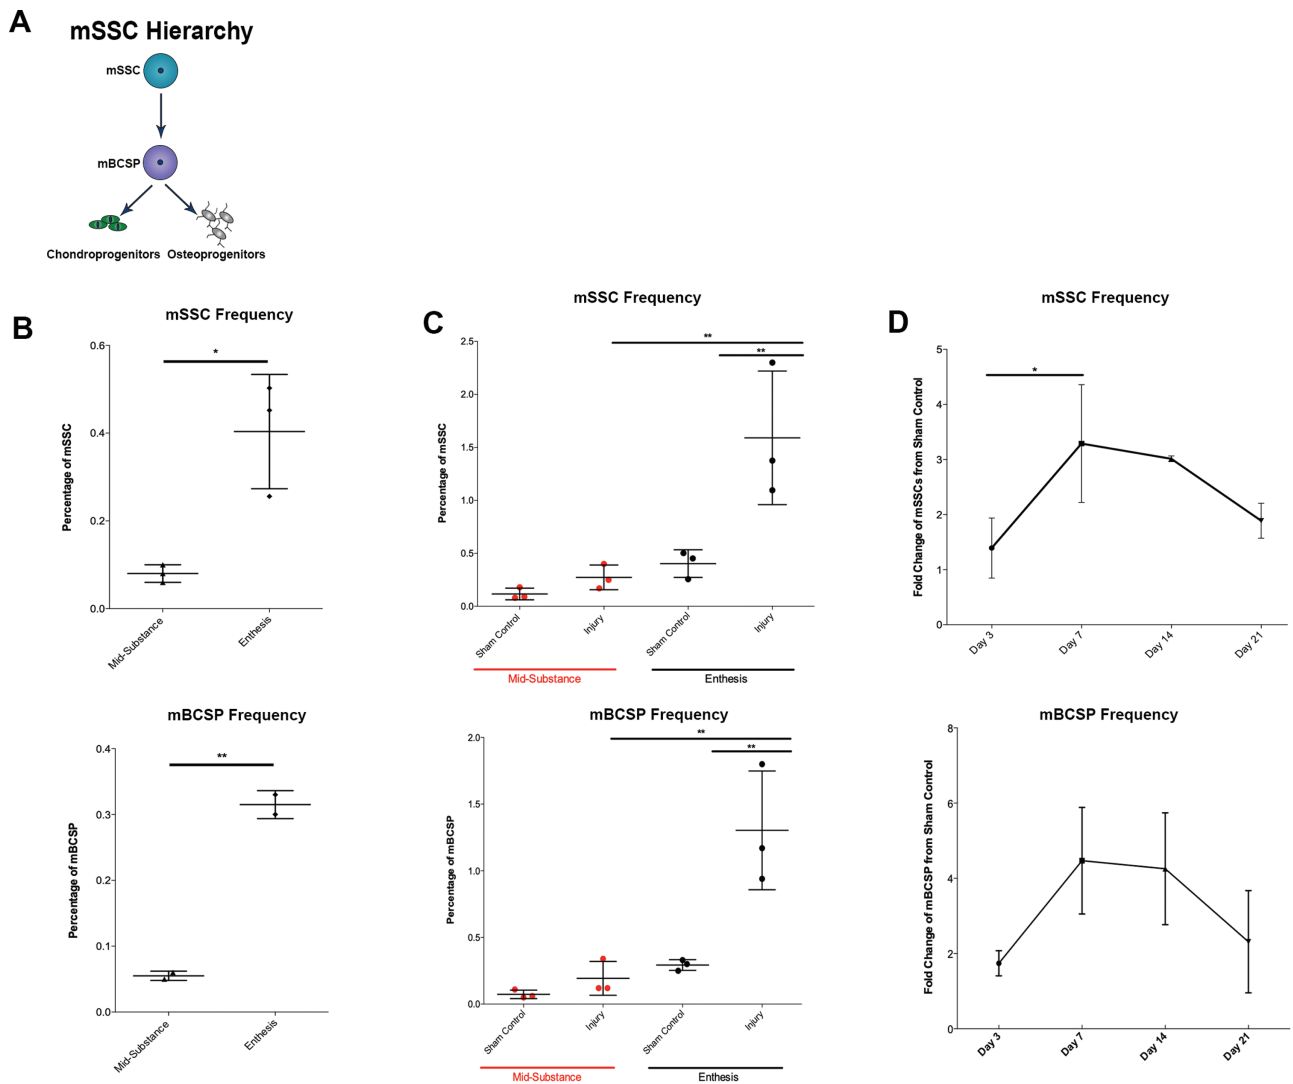 A
mSSC Hierarchy
mSSC
mBCSP
Chondroprogenitors Osteoprogenitors
B
mSSC Frequency
*
Percentage of mSSC
0.6
0.4
0.2
0.0
Mid-Substance
Enthesis
mBCSP Frequency
**
Percentage of mBCSP
0.4
0.3
0.2
0.1
0.0
Mid-Substance
Enthesis
C
mSSC Frequency
**
**
Percentage of mSSC
2.5
2.0
1.5
1.0
0.5
0.0
Sham Control
Injury
Sham Control
Injury
Mid-Substance
Enthesis
mBCSP Frequency
**
**
Percentage of mBCSP
2.0
1.5
1.0
0.5
0.0
Sham Control
Injury
Sham Control
Injury
Mid-Substance
Enthesis
D
mSSC Frequency
*
Fold Change of mSSCs from Sham Control
5
4
3
2
1
0
Day 3
Day 7
Day 14
Day 21
mBCSP Frequency
Fold Change of mBCSP from Sham Control
8
6
4
2
0
Day 3
Day 7
Day 14
Day 21